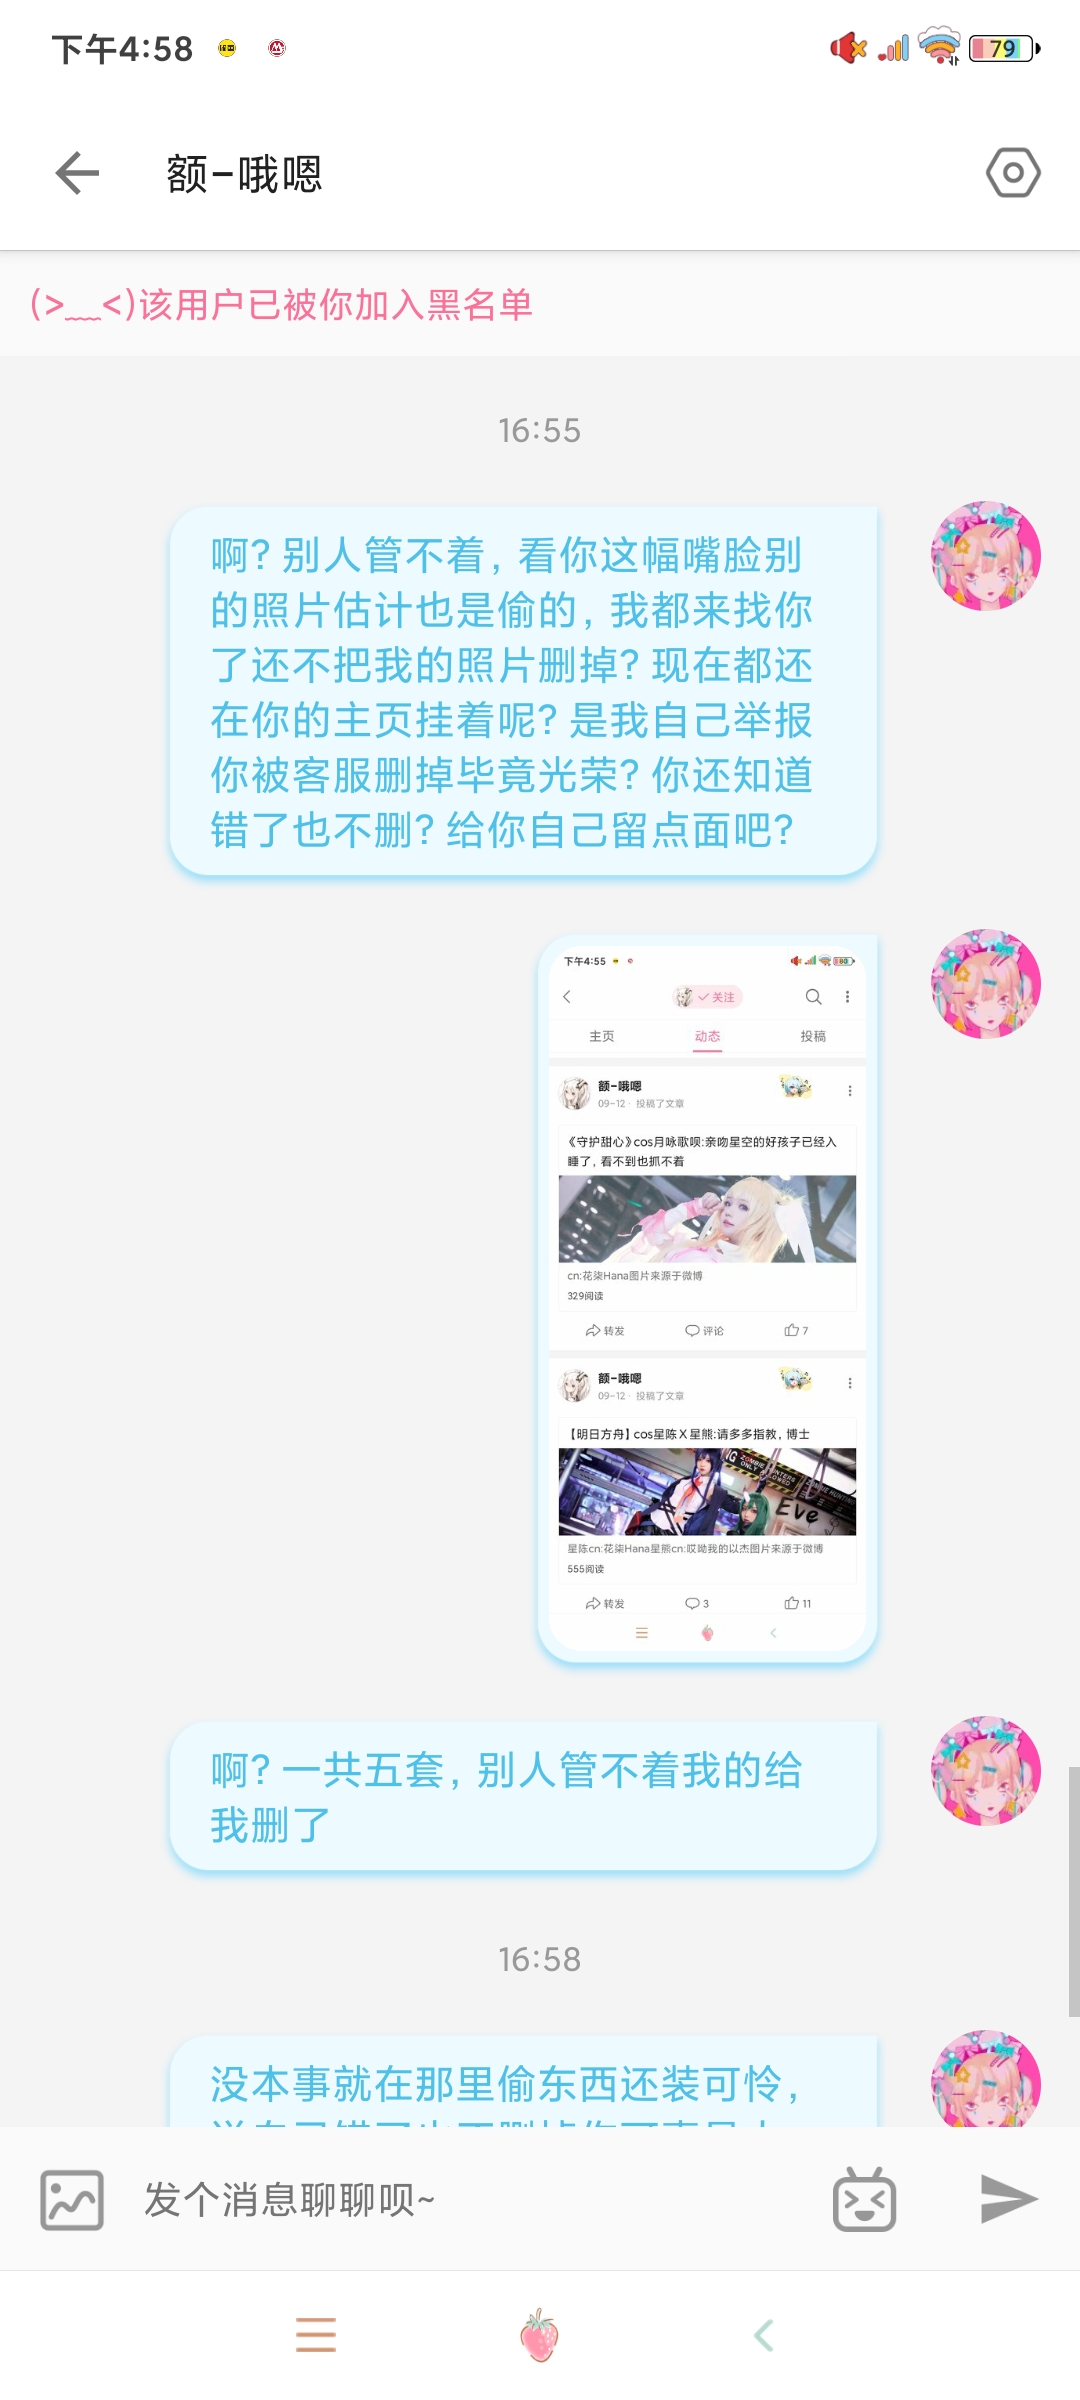 下午4:58
79
额-哦嗯
(>﹏<)该用户已被你加入黑名单
16:55
啊? 别人管不着, 看你这幅嘴脸别
的照片估计也是偷的, 我都来找你
了还不把我的照片删掉? 现在都还
在你的主页挂着呢? 是我自己举报
你被客服删掉毕竟光荣? 你还知道
错了也不删? 给你自己留点面吧?
下午4:55
80
关注
主页
动态
投稿
额-哦嗯
09-12 · 投稿了文章
《守护甜心》cos月咏歌呗:亲吻星空的好孩子已经入
睡了, 看不到也抓不着
cn:花柒Hana图片来源于微博
329阅读
转发
评论
7
额-哦嗯
09-12 · 投稿了文章
【明日方舟】cos星陈X星熊:请多多指教, 博士
Eve
星陈cn:花柒Hana星熊cn:哎呦我的以杰图片来源于微博
555阅读
转发
3
11
啊? 一共五套, 别人管不着我的给
我删了
16:58
没本事就在那里偷东西还装可怜,
发个消息聊聊呗~